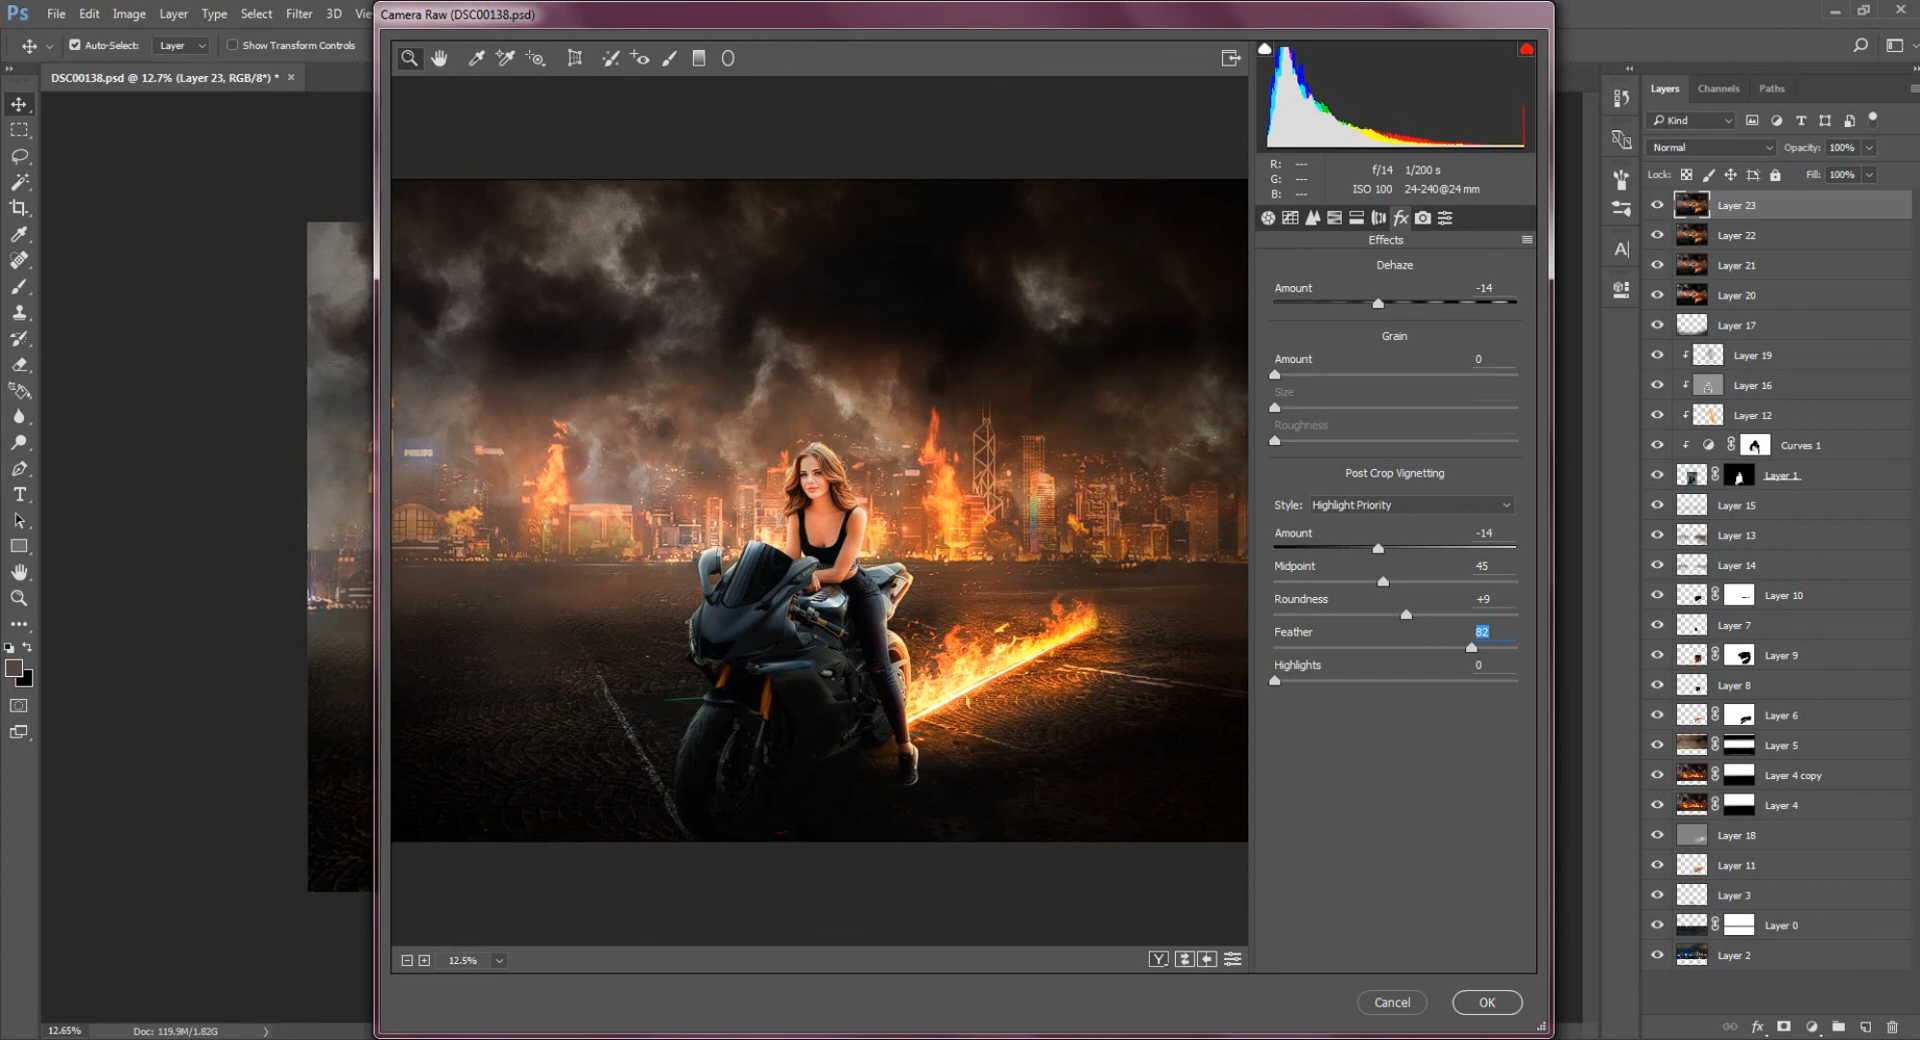 Ps File Edit Image Layer Type Select Filter 3D Vi
Camera Raw (DSC00138.psd)
Auto-Select: Layer Show Transform Controls
DSC00138.psd @ 12.7% (Layer 23, RGB/8*) * ×
R: ---
G: ---
B: ---
f/14 1/200 s
ISO 100 24-240@24 mm
fx
Effects
Dehaze
Amount -14
Grain
Amount 0
Size
Roughness
Post Crop Vignetting
Style: Highlight Priority
Amount -14
Midpoint 45
Roundness +9
Feather 82
Highlights 0
PHILIPS
12.5%
Y
Cancel OK
12.65% Doc: 119.9M/1.82G
Layers Channels Paths
Kind
Normal Opacity: 100%
Lock: Fill: 100%
Layer 23
Layer 22
Layer 21
Layer 20
Layer 17
Layer 19
Layer 16
Layer 12
Curves 1
Layer 1
Layer 15
Layer 13
Layer 14
Layer 10
Layer 7
Layer 9
Layer 8
Layer 6
Layer 5
Layer 4 copy
Layer 4
Layer 18
Layer 11
Layer 3
Layer 0
Layer 2
fx